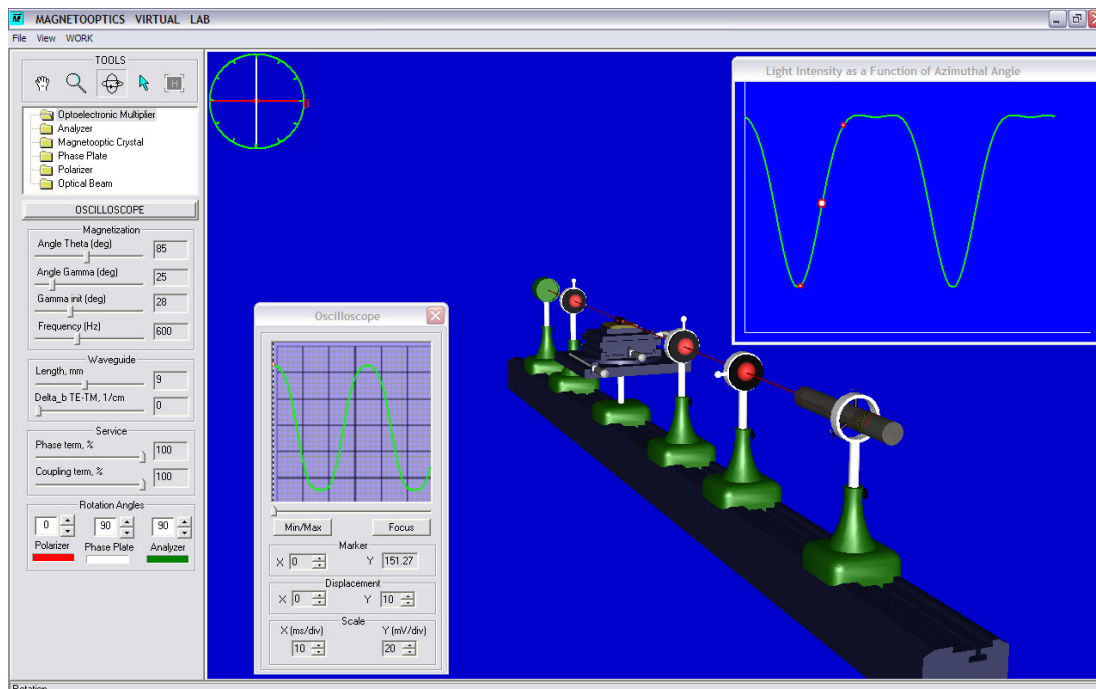 MAGNETOOPTICS VIRTUAL LAB
File View WORK
TOOLS
Optoelectronic Multiplier
Analyzer
Magnetooptic Crystal
Phase Plate
Polarizer
Optical Beam
OSCILLOSCOPE
Magnetization
Angle Theta (deg) 85
Angle Gamma (deg) 25
Gamma init (deg) 28
Frequency (Hz) 600
Waveguide
Length, mm 9
Delta_b TE-TM, 1/cm 0
Service
Phase term, % 100
Coupling term, % 100
Rotation Angles
0 90 90
Polarizer Phase Plate Analyzer
Oscilloscope
Min/Max Focus
Marker
X 0 Y 151.27
Displacement
X 0 Y 10
Scale
X (ms/div) Y (mV/div)
10 20
Light Intensity as a Function of Azimuthal Angle
Rotation